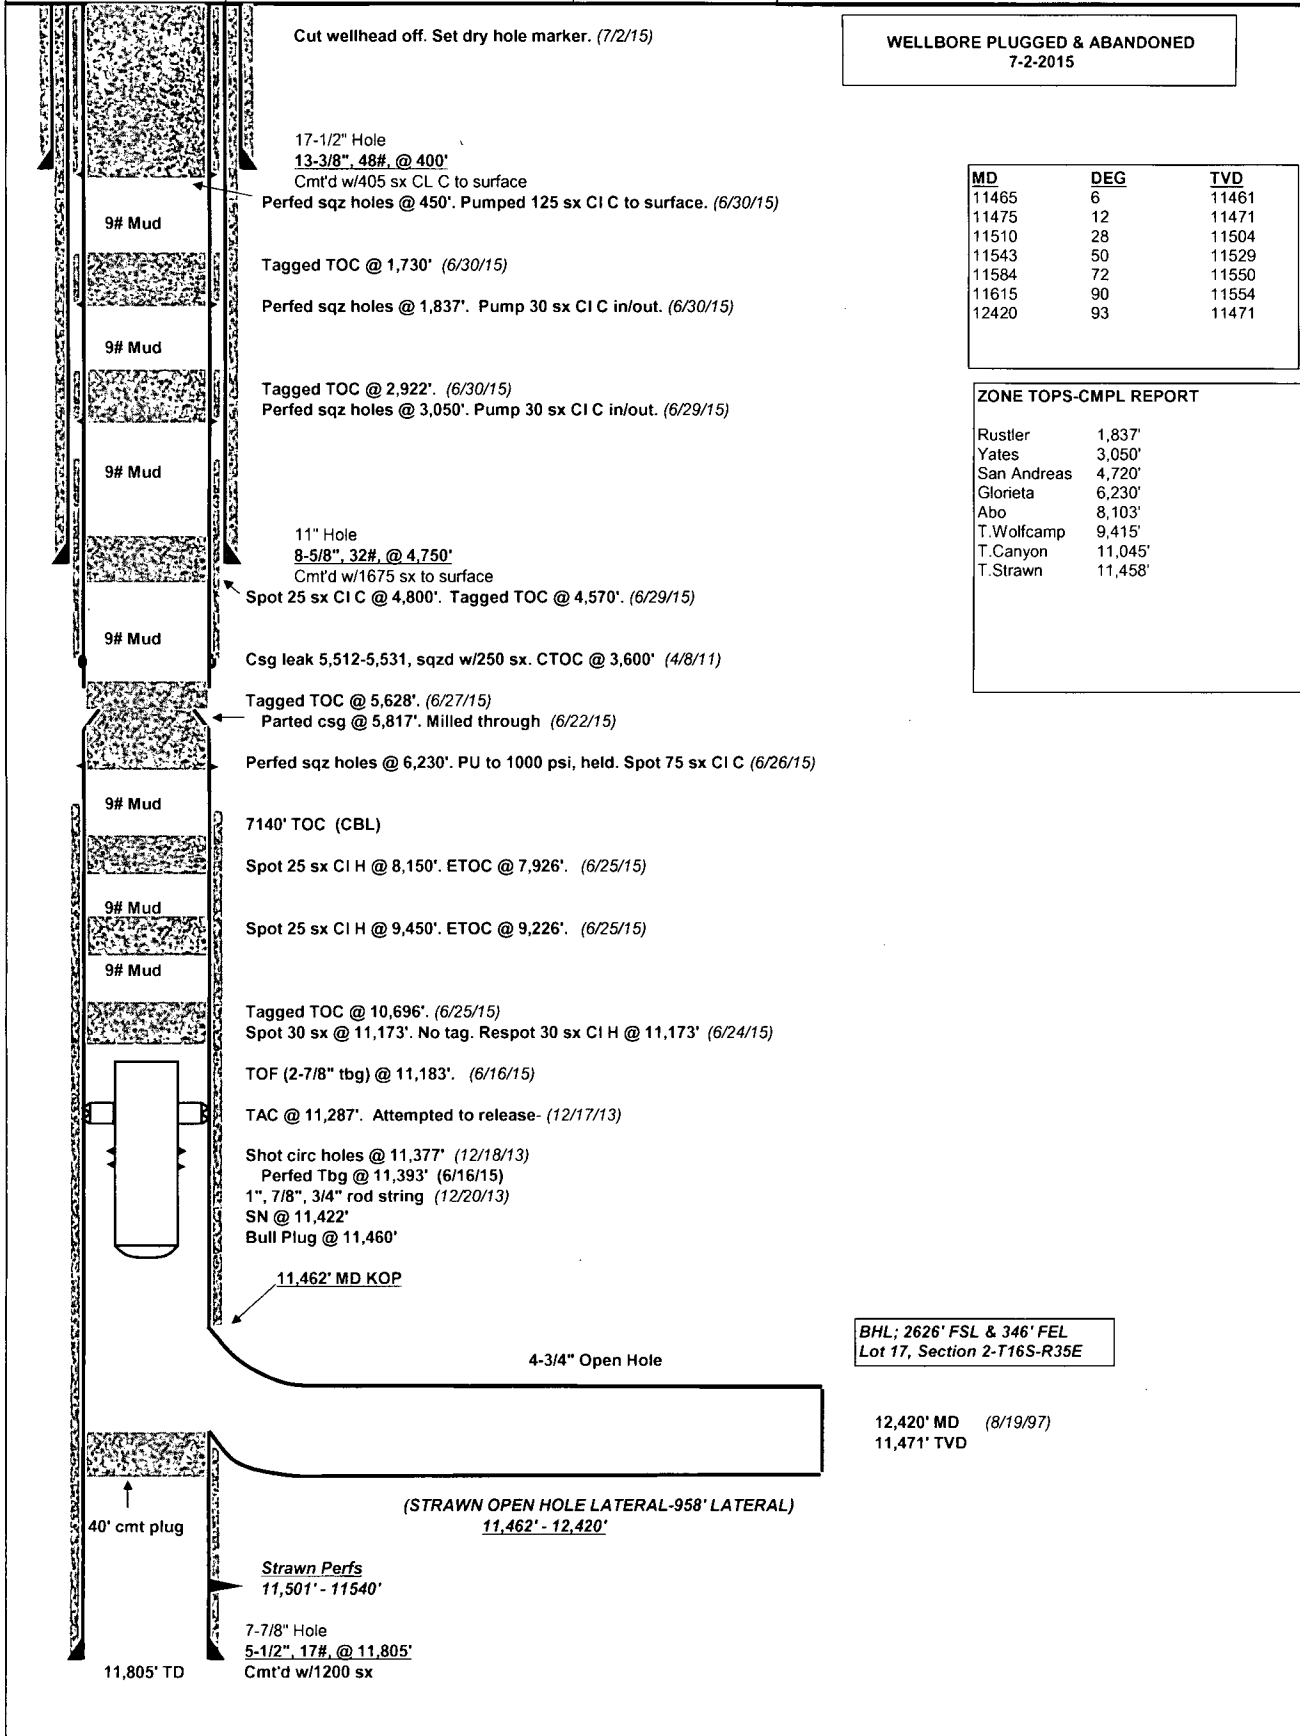 Cut wellhead off. Set dry hole marker. (7/2/15)
WELLBORE PLUGGED & ABANDONED
7-2-2015
17-1/2" Hole
13-3/8", 48#, @ 400'
Cmt'd w/405 sx CL C to surface
Perfed sqz holes @ 450'. Pumped 125 sx Cl C to surface. (6/30/15)
9# Mud
Tagged TOC @ 1,730' (6/30/15)
Perfed sqz holes @ 1,837'. Pump 30 sx Cl C in/out. (6/30/15)
9# Mud
Tagged TOC @ 2,922'. (6/30/15)
Perfed sqz holes @ 3,050'. Pump 30 sx Cl C in/out. (6/29/15)
9# Mud
11" Hole
8-5/8", 32#, @ 4,750'
Cmt'd w/1675 sx to surface
Spot 25 sx Cl C @ 4,800'. Tagged TOC @ 4,570'. (6/29/15)
9# Mud
Csg leak 5,512-5,531, sqzd w/250 sx. CTOC @ 3,600' (4/8/11)
Tagged TOC @ 5,628'. (6/27/15)
Parted csg @ 5,817'. Milled through (6/22/15)
Perfed sqz holes @ 6,230'. PU to 1000 psi, held. Spot 75 sx Cl C (6/26/15)
9# Mud
7140' TOC (CBL)
Spot 25 sx Cl H @ 8,150'. ETOC @ 7,926'. (6/25/15)
9# Mud
Spot 25 sx Cl H @ 9,450'. ETOC @ 9,226'. (6/25/15)
9# Mud
Tagged TOC @ 10,696'. (6/25/15)
Spot 30 sx @ 11,173'. No tag. Respot 30 sx Cl H @ 11,173' (6/24/15)
TOF (2-7/8" tbg) @ 11,183'. (6/16/15)
TAC @ 11,287'. Attempted to release- (12/17/13)
Shot circ holes @ 11,377' (12/18/13)
Perfed Tbg @ 11,393' (6/16/15)
1", 7/8", 3/4" rod string (12/20/13)
SN @ 11,422'
Bull Plug @ 11,460'
11,462' MD KOP
4-3/4" Open Hole
40' cmt plug
(STRAWN OPEN HOLE LATERAL-958' LATERAL)
11,462' - 12,420'
Strawn Perfs
11,501' - 11540'
7-7/8" Hole
5-1/2", 17#, @ 11,805'
Cmt'd w/1200 sx
11,805' TD
MD DEG TVD
11465 6 11461
11475 12 11471
11510 28 11504
11543 50 11529
11584 72 11550
11615 90 11554
12420 93 11471
ZONE TOPS-CMPL REPORT
Rustler 1,837'
Yates 3,050'
San Andreas 4,720'
Glorieta 6,230'
Abo 8,103'
T.Wolfcamp 9,415'
T.Canyon 11,045'
T.Strawn 11,458'
BHL; 2626' FSL & 346' FEL
Lot 17, Section 2-T16S-R35E
12,420' MD (8/19/97)
11,471' TVD